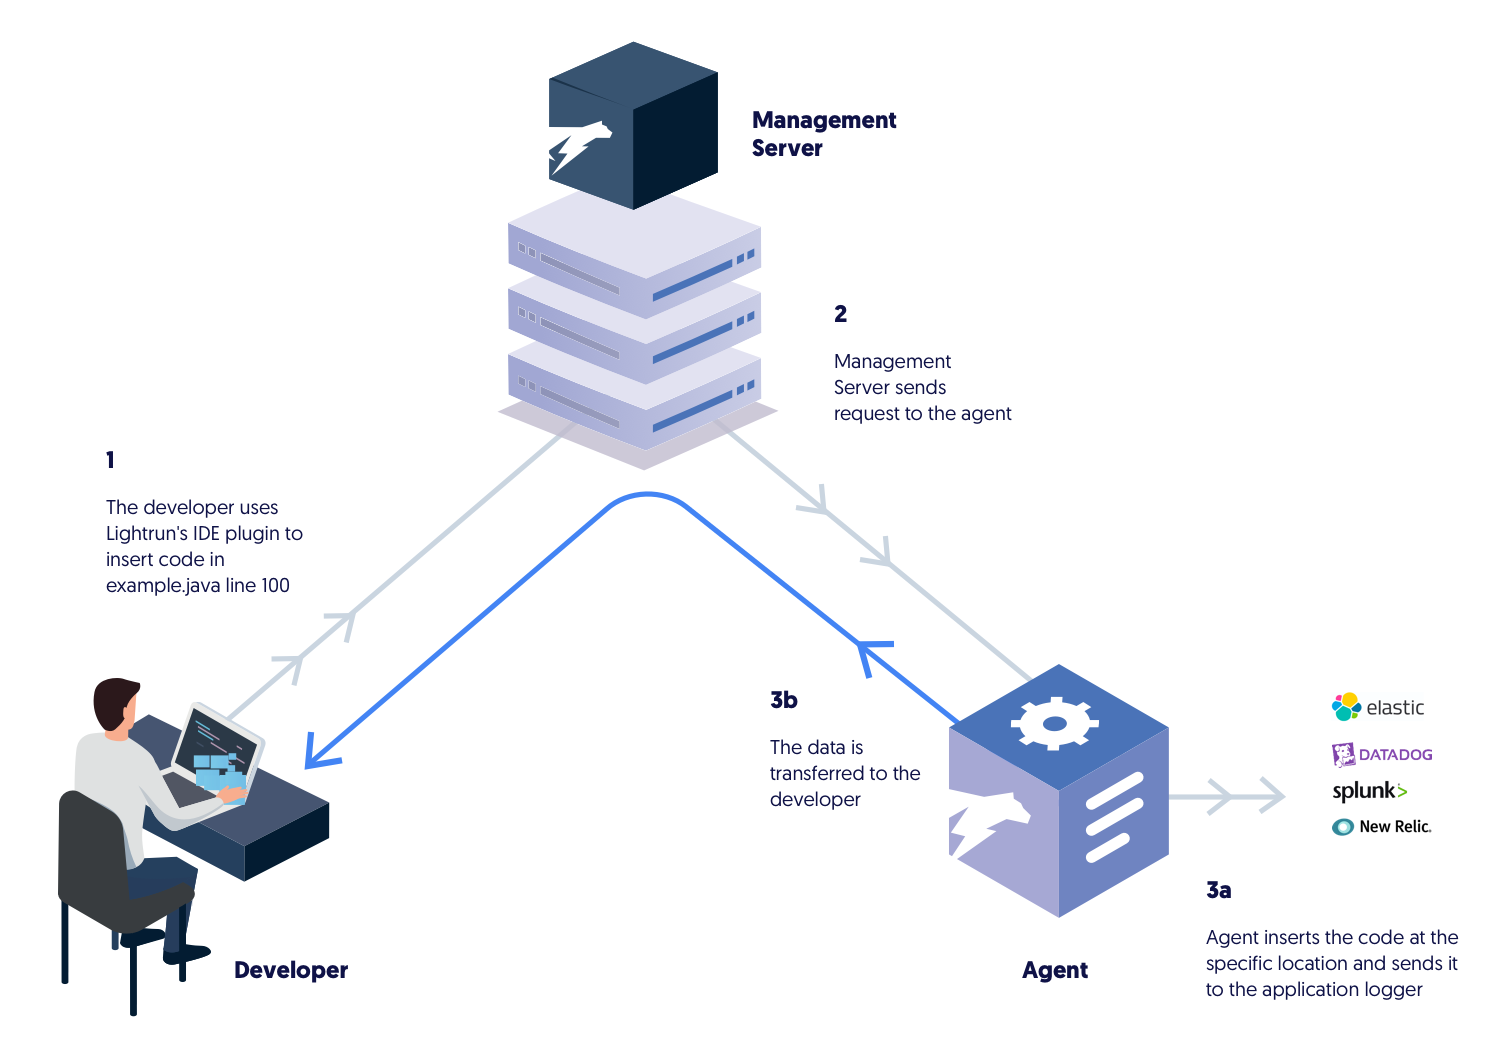 Management
Server
2
Management
Server sends
request to the agent
1
The developer uses
Lightrun's IDE plugin to
insert code in
example.java line 100
3b
The data is
transferred to the
developer
elastic
DATADOG
splunk>
New Relic.
3a
Agent inserts the code at the
specific location and sends it
to the application logger
Developer
Agent